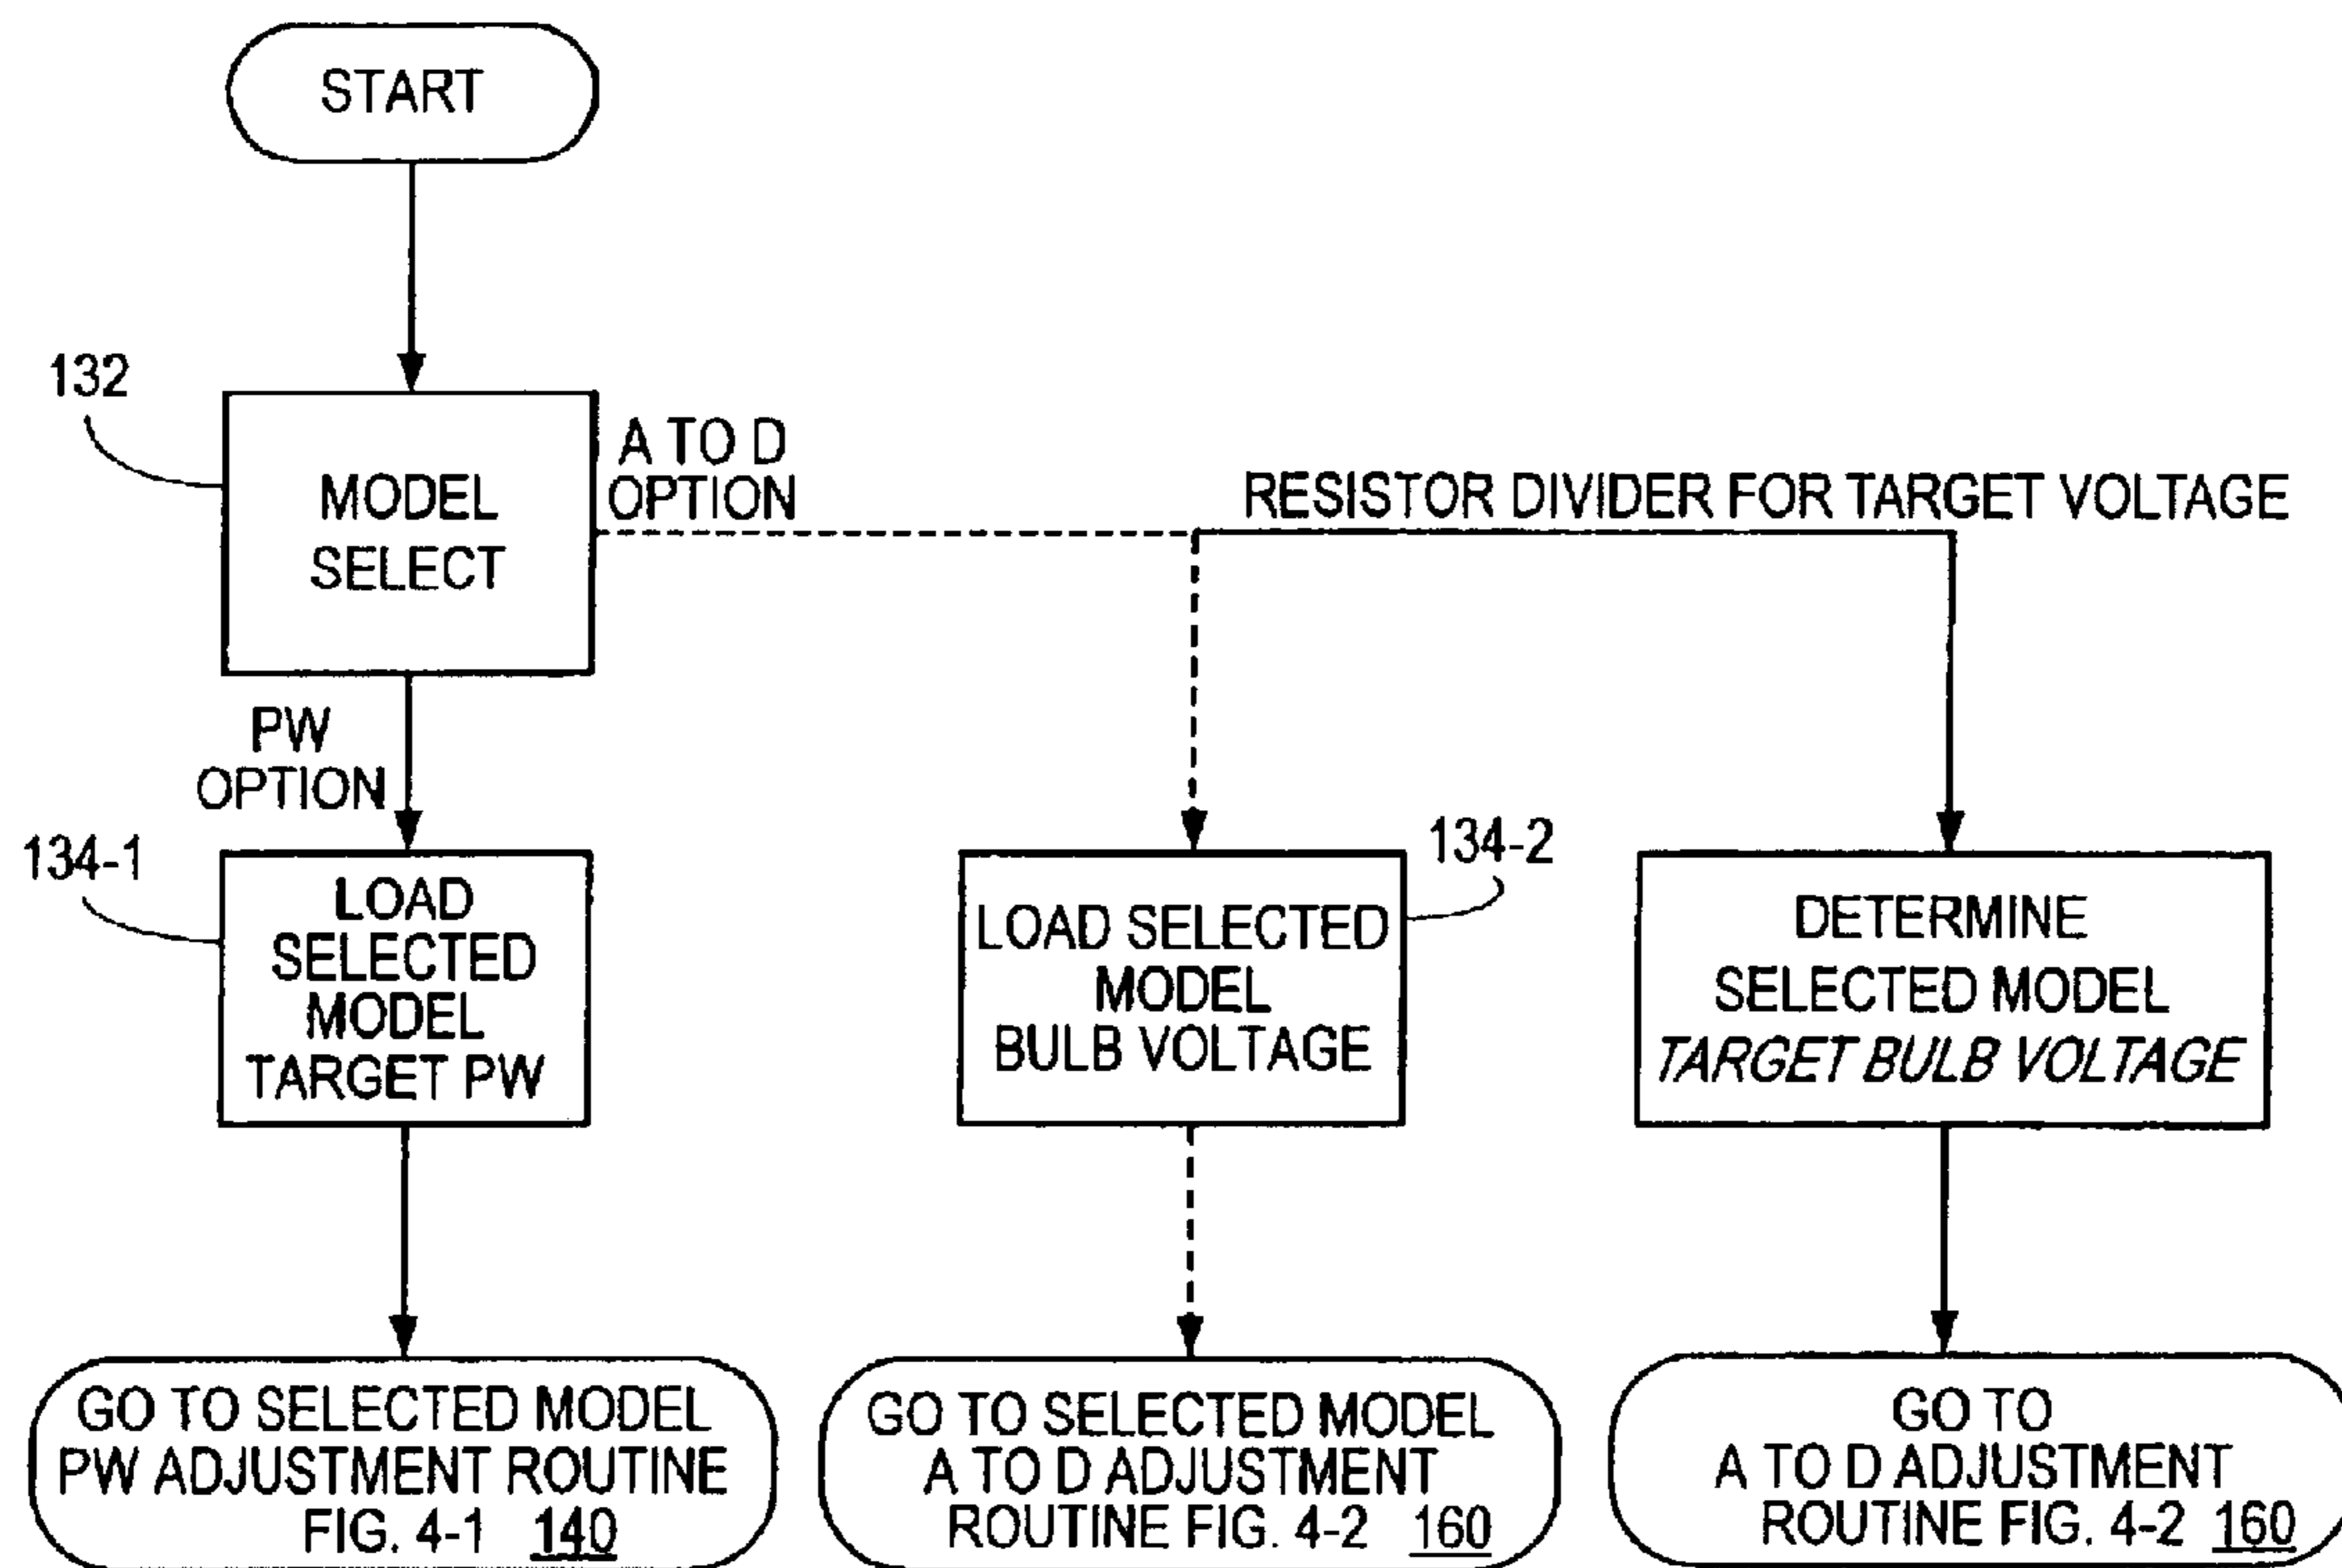 START
132
MODEL
SELECT
A TO D
OPTION
RESISTOR DIVIDER FOR TARGET VOLTAGE
PW
OPTION
134-1
LOAD
SELECTED
MODEL
TARGET PW
134-2
LOAD SELECTED
MODEL
BULB VOLTAGE
DETERMINE
SELECTED MODEL
TARGET BULB VOLTAGE
GO TO SELECTED MODEL
PW ADJUSTMENT ROUTINE
FIG. 4-1 140
GO TO SELECTED MODEL
A TO D ADJUSTMENT
ROUTINE FIG. 4-2 160
GO TO
A TO D ADJUSTMENT
ROUTINE FIG. 4-2 160